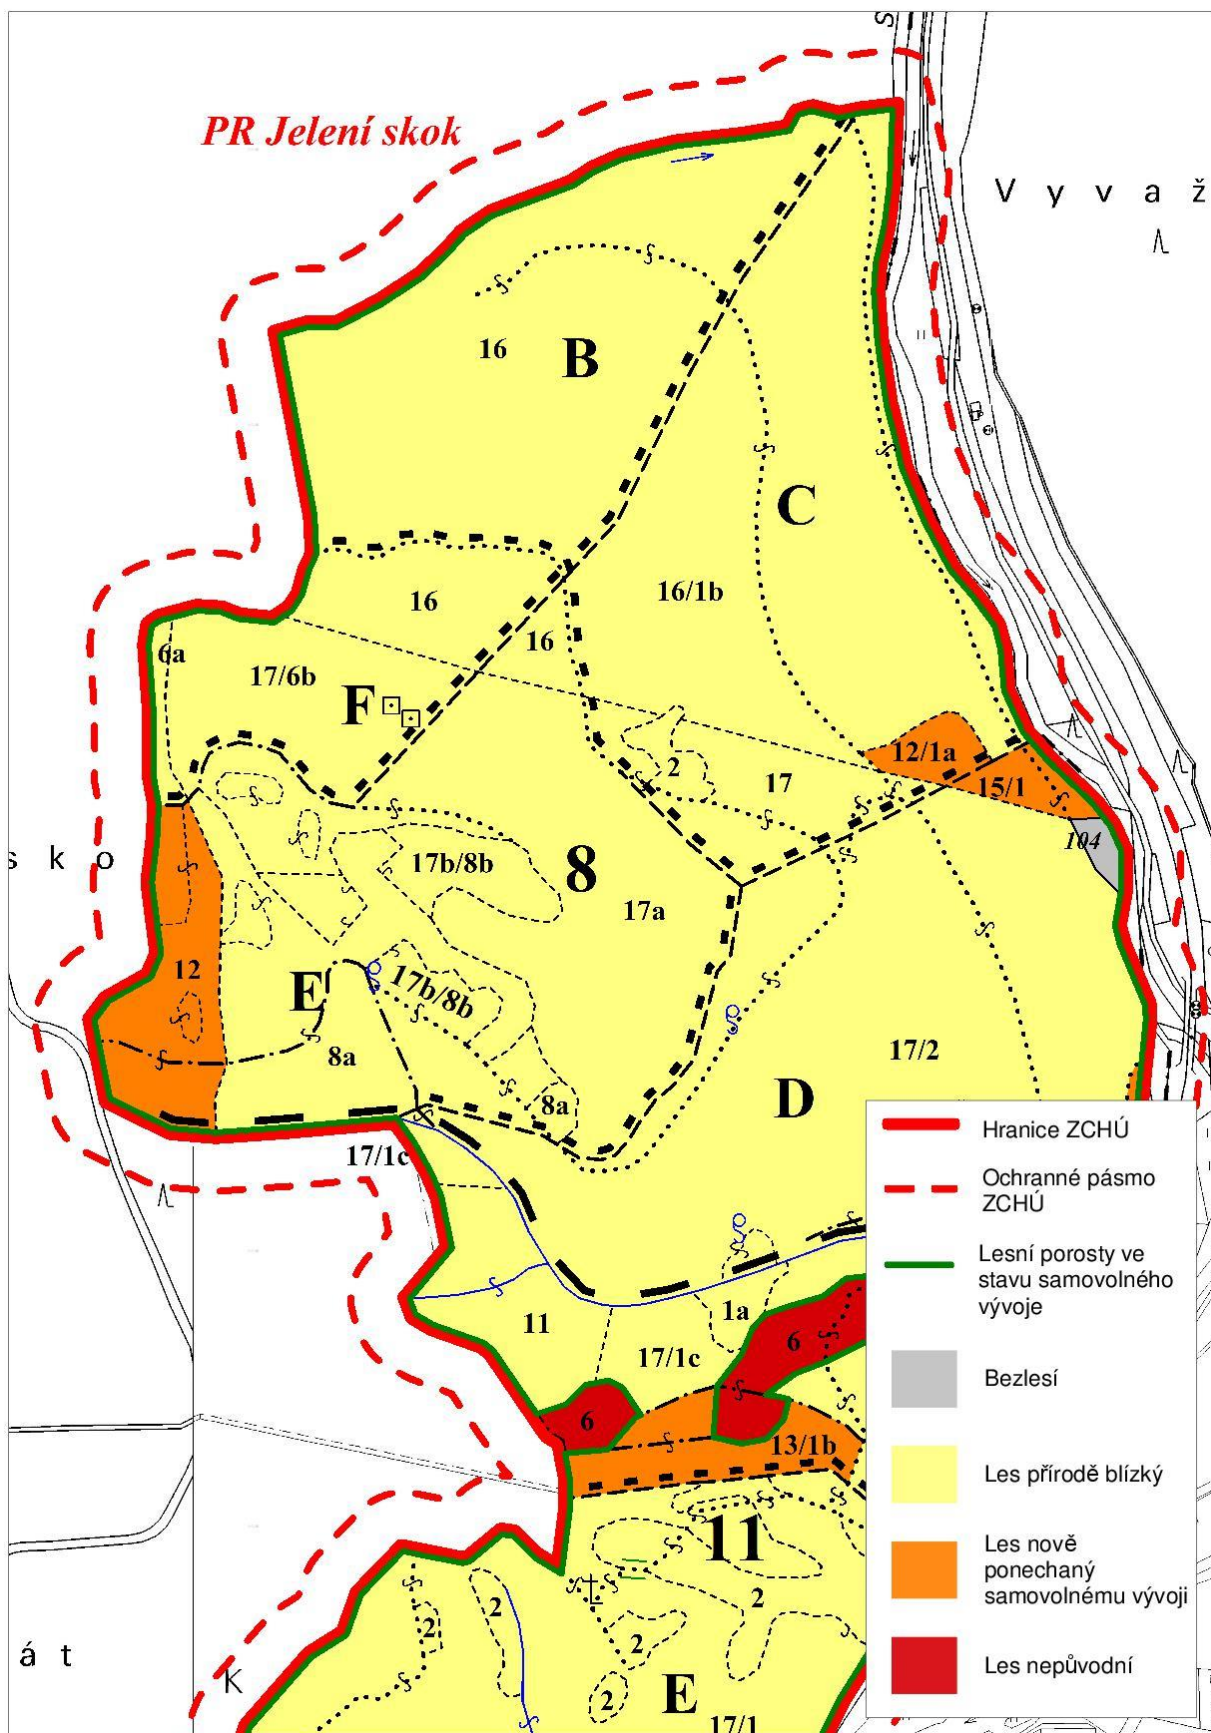 S
PR Jelení skok
V y v a ž
16
B
C
16
16/1b
16
6a
17/6b
F
2
17
12/1a
15/1
s k o
104
17b/8b
8
17a
12
E
17b/8b
8a
17/2
8a
D
17/1c
11
1a
17/1c
6
6
13/1b
11
2
2
2
2
2
á t
K
E
17/1
Hranice ZCHÚ
Ochranné pásmo
ZCHÚ
Lesní porosty ve
stavu samovolného
vývoje
Bezlesí
Les přírodě blízký
Les nově
ponechaný
samovolnému vývoji
Les nepůvodní